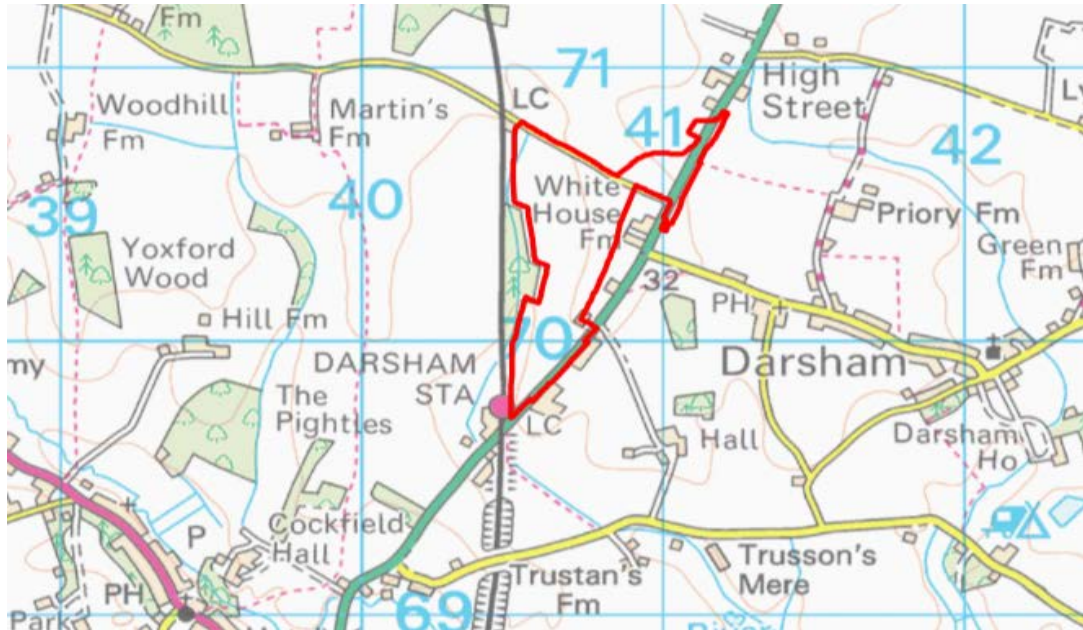 Fm
71
High
Street
LC
Woodhill
Fm
Martin's
Fm
41
42
39
40
White
House
Fm
Priory Fm
Green
Fm
Yoxford
Wood
32
PH
Hill Fm
70
DARSHAM
STA
Darsham
my
The
Pightles
LC
Hall
Darsham
Ho
P
Cockfield
Hall
Trusson's
Mere
Trustan's
Fm
PH
69
Park